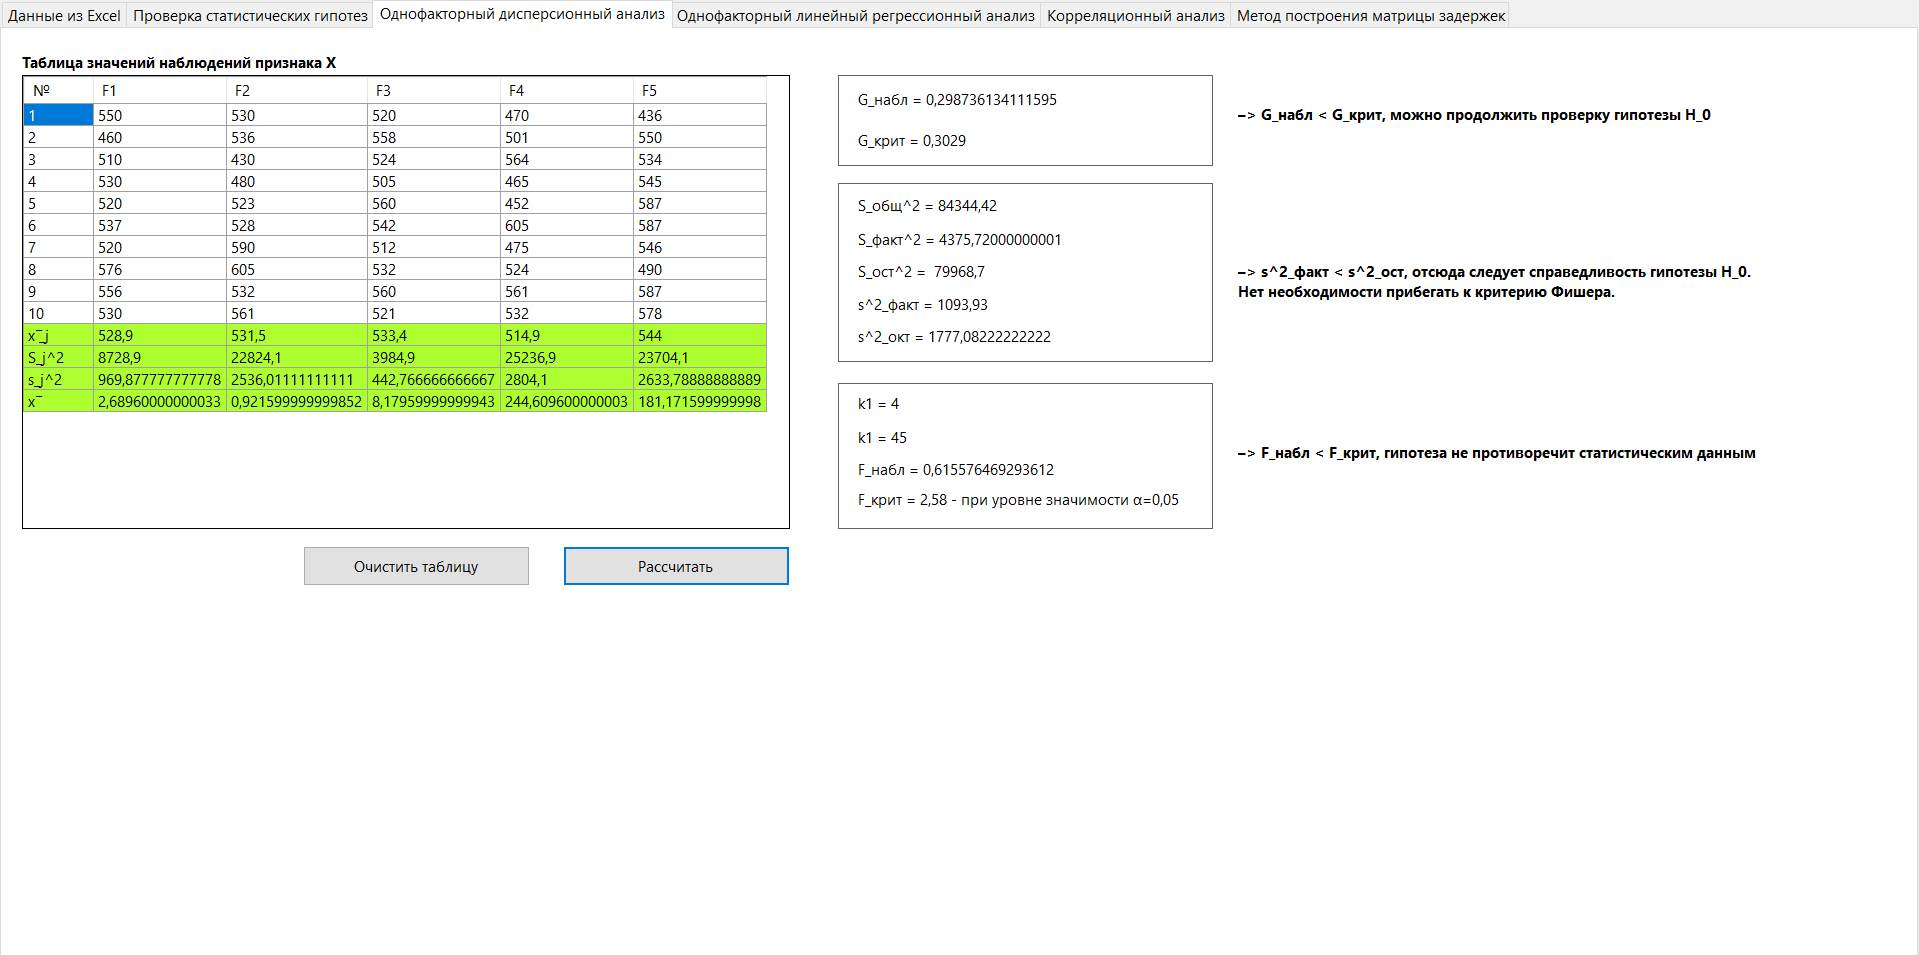 Данные из Excel Проверка статистических гипотез Однофакторный дисперсионный анализ Однофакторный линейный регрессионный анализ Корреляционный анализ Метод построения матрицы задержек
Таблица значений наблюдений признака X
№ F1 F2 F3 F4 F5
1 550 530 520 470 436
2 460 536 558 501 550
3 510 430 524 564 534
4 530 480 505 465 545
5 520 523 560 452 587
6 537 528 542 605 587
7 520 590 512 475 546
8 576 605 532 524 490
9 556 532 560 561 587
10 530 561 521 532 578
x‾_j 528,9 531,5 533,4 514,9 544
S_j^2 8728,9 22824,1 3984,9 25236,9 23704,1
s_j^2 969,877777777778 2536,01111111111 442,766666666667 2804,1 2633,78888888889
x‾ 2,68960000000033 0,921599999999852 8,17959999999943 244,609600000003 181,171599999998
Очистить таблицу Рассчитать
G_набл = 0,298736134111595
G_крит = 0,3029
–> G_набл < G_крит, можно продолжить проверку гипотезы H_0
S_общ^2 = 84344,42
S_факт^2 = 4375,72000000001
S_ост^2 = 79968,7
s^2_факт = 1093,93
s^2_окт = 1777,08222222222
–> s^2_факт < s^2_ост, отсюда следует справедливость гипотезы H_0.
Нет необходимости прибегать к критерию Фишера.
k1 = 4
k1 = 45
F_набл = 0,615576469293612
F_крит = 2,58 - при уровне значимости α=0,05
–> F_набл < F_крит, гипотеза не противоречит статистическим данным